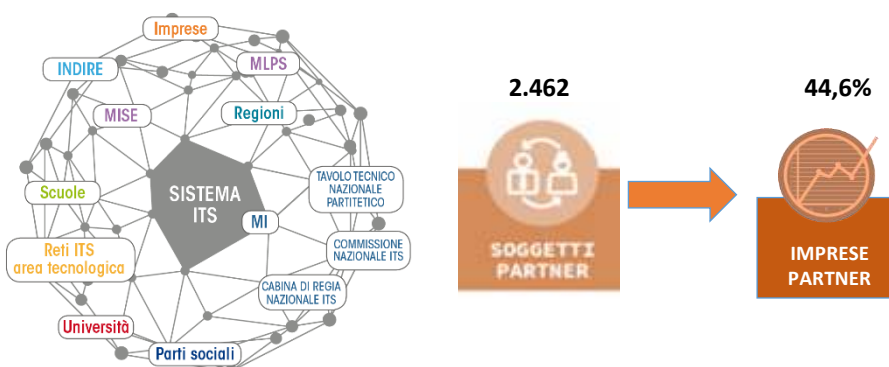 Imprese
INDIRE
MLPS
MISE
Regioni
Scuole
SISTEMA
ITS
TAVOLO TECNICO
NAZIONALE
PARTITETICO
MI
Reti ITS
area tecnologica
COMMISSIONE
NAZIONALE ITS
CABINA DI REGIA
NAZIONALE ITS
Università
Parti sociali
2.462
SOGGETTI
PARTNER
44,6%
IMPRESE
PARTNER